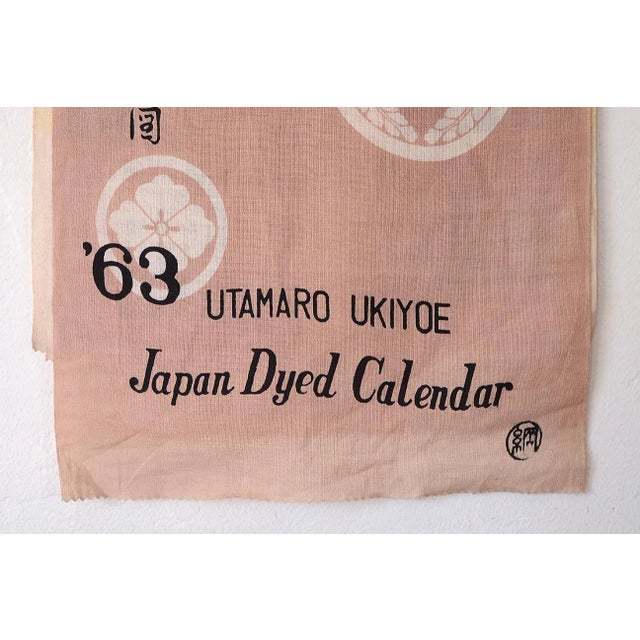 '63 UTAMARO UKIYOE
Japan Dyed Calendar